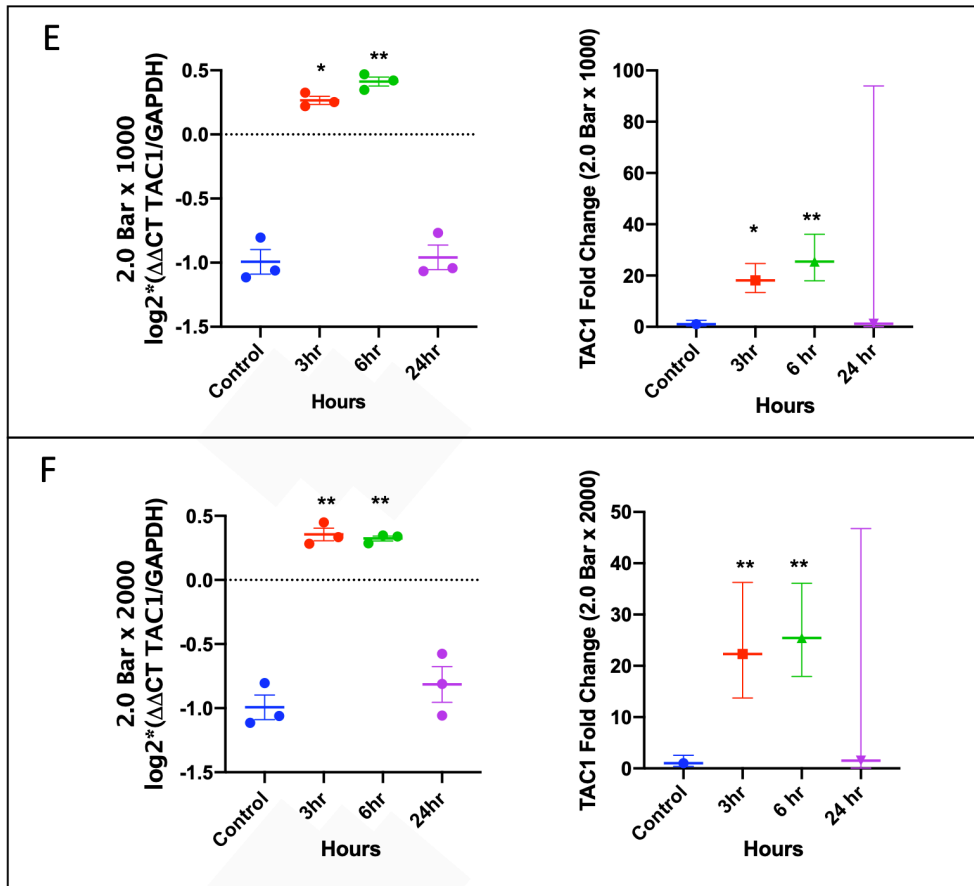 E
2.0 Bar x 1000
log2*(ΔΔCT TAC1/GAPDH)
0.5
0.0
-0.5
-1.0
-1.5
* **
Control 3hr 6hr 24hr
Hours
TAC1 Fold Change (2.0 Bar x 1000)
100
80
60
40
20
0
* **
Control 3hr 6 hr 24 hr
Hours
F
2.0 Bar x 2000
log2*(ΔΔCT TAC1/GAPDH)
0.5
0.0
-0.5
-1.0
-1.5
** **
Control 3hr 6hr 24hr
Hours
TAC1 Fold Change (2.0 Bar x 2000)
50
40
30
20
10
0
** **
Control 3hr 6 hr 24 hr
Hours